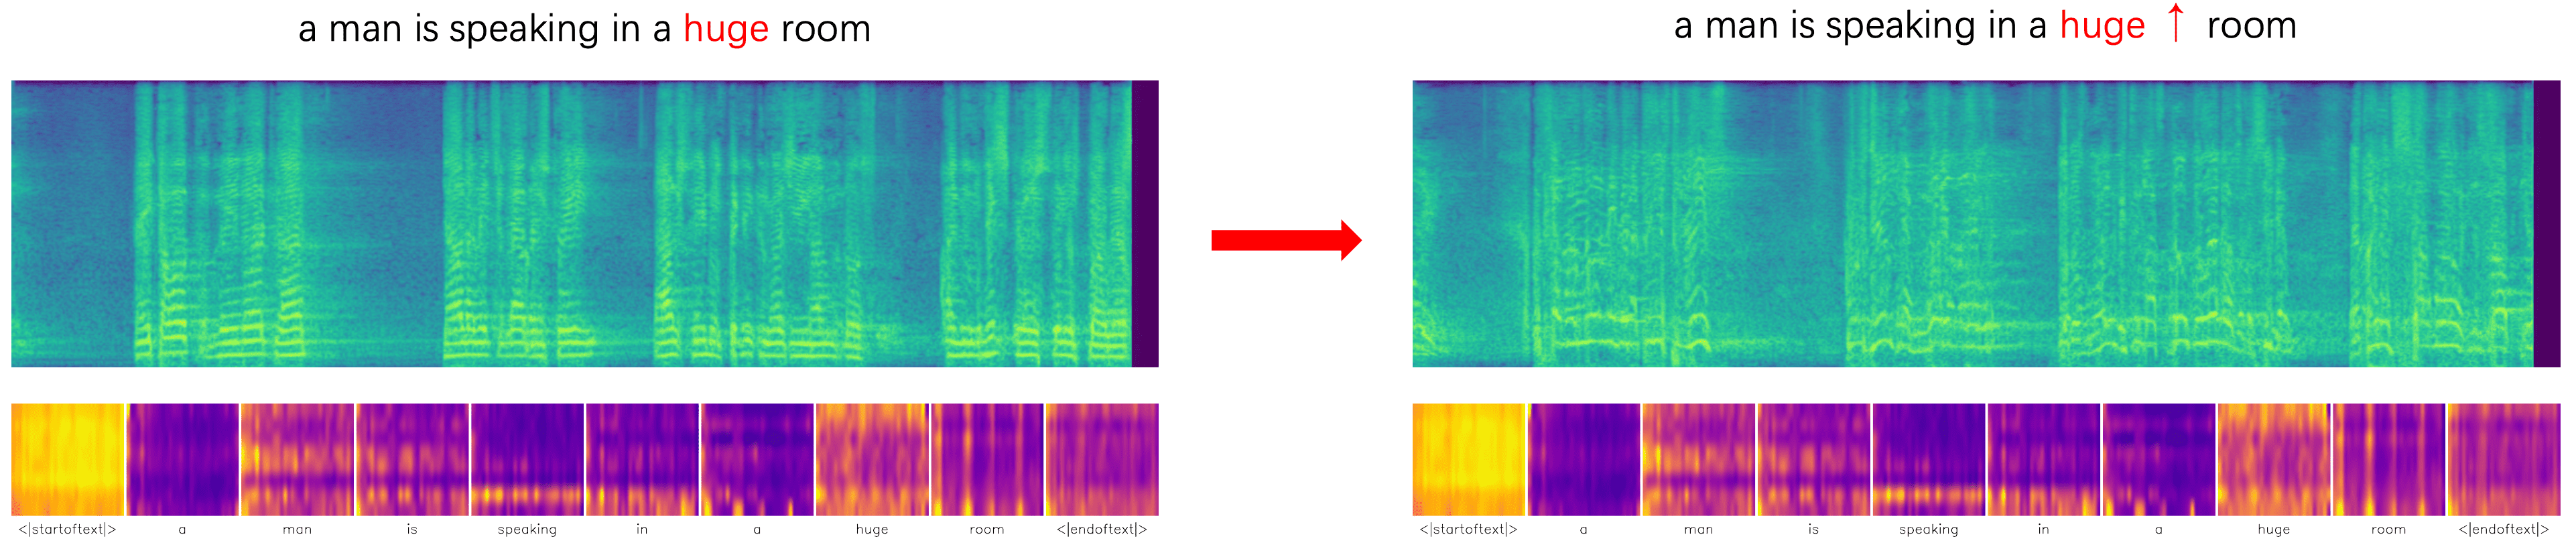 a man is speaking in a huge room
a man is speaking in a huge ↑ room
<|startoftext|> a man is speaking in a huge room <|endoftext|>
<|startoftext|> a man is speaking in a huge room <|endoftext|>